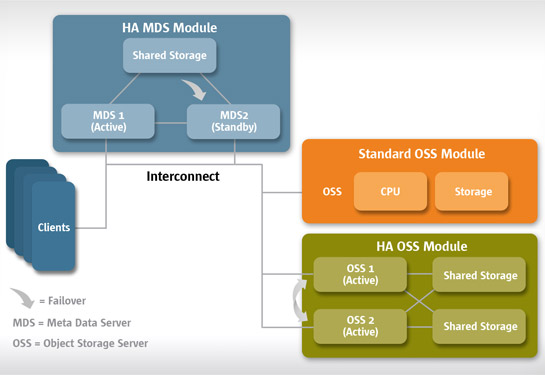 HA MDS Module
Shared Storage
MDS 1
(Active)
MDS2
(Standby)
Interconnect
Clients
Standard OSS Module
OSS
CPU
Storage
HA OSS Module
OSS 1
(Active)
Shared Storage
OSS 2
(Active)
Shared Storage
= Failover
MDS = Meta Data Server
OSS = Object Storage Server